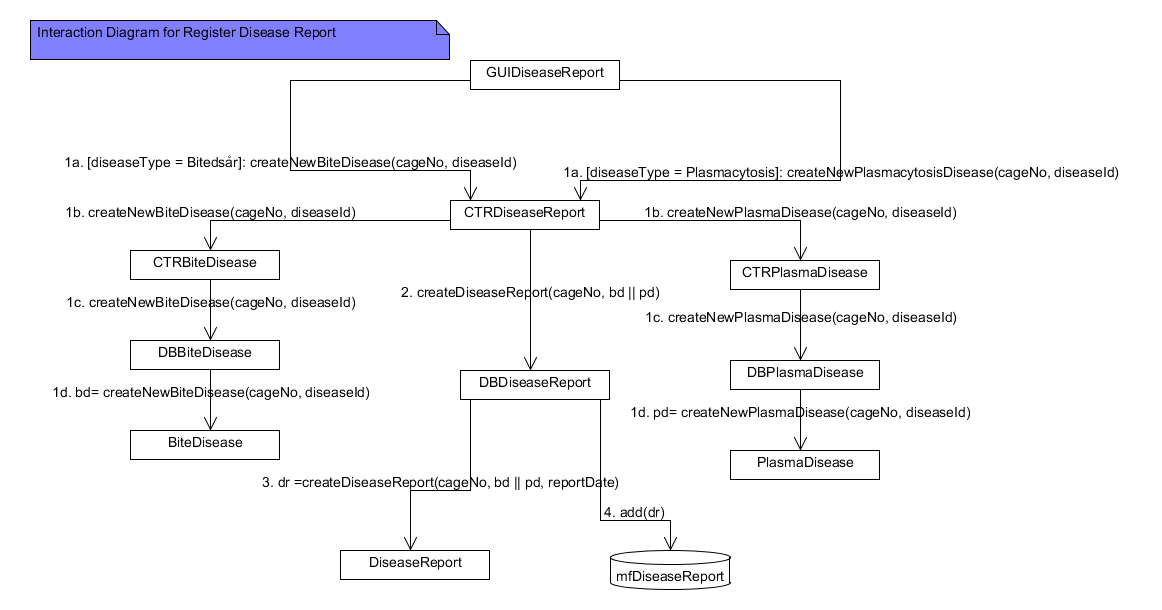 Interaction Diagram for Register Disease Report
GUIDiseaseReport
1a. [diseaseType = Bitedsår]: createNewBiteDisease(cageNo, diseaseId)
1a. [diseaseType = Plasmacytosis]: createNewPlasmacytosisDisease(cageNo, diseaseId)
CTRDiseaseReport
1b. createNewBiteDisease(cageNo, diseaseId)
1b. createNewPlasmaDisease(cageNo, diseaseId)
CTRBiteDisease
CTRPlasmaDisease
1c. createNewBiteDisease(cageNo, diseaseId)
2. createDiseaseReport(cageNo, bd || pd)
1c. createNewPlasmaDisease(cageNo, diseaseId)
DBBiteDisease
DBDiseaseReport
DBPlasmaDisease
1d. bd= createNewBiteDisease(cageNo, diseaseId)
1d. pd= createNewPlasmaDisease(cageNo, diseaseId)
BiteDisease
PlasmaDisease
3. dr =createDiseaseReport(cageNo, bd || pd, reportDate)
4. add(dr)
DiseaseReport
mfDiseaseReport